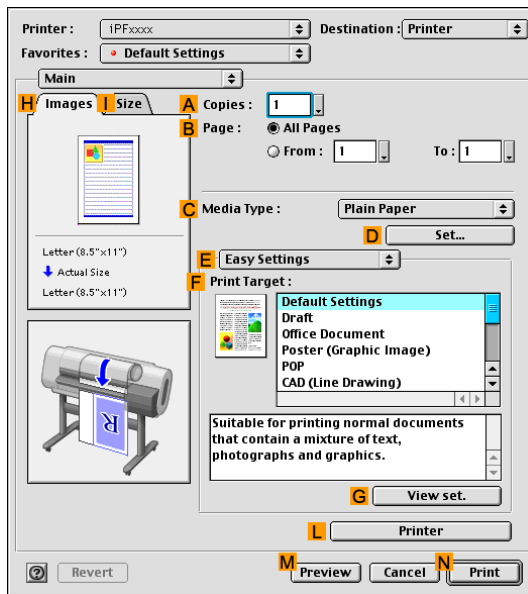 Printer : iPFxxxx Destination : Printer
Favorites : Default Settings
Main
H Images I Size
A Copies : 1
B Page : All Pages
From : 1 To : 1
C Media Type : Plain Paper
D Set...
Letter (8.5"x11")
Actual Size
Letter (8.5"x11")
E Easy Settings
F Print Target :
Default Settings
Draft
Office Document
Poster (Graphic Image)
POP
CAD (Line Drawing)
R
Suitable for printing normal documents
that contain a mixture of text,
photographs and graphics.
G View set.
L Printer
? Revert M Preview Cancel N Print